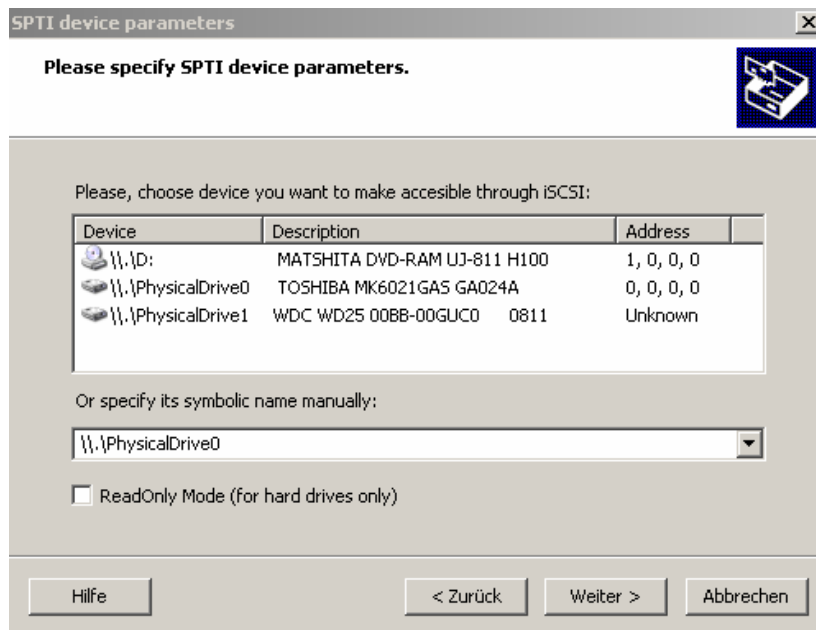 SPTI device parameters
Please specify SPTI device parameters.
Please, choose device you want to make accesible through iSCSI:
Device Description Address
\\.\D: MATSHITA DVD-RAM UJ-811 H100 1, 0, 0, 0
\\.\PhysicalDrive0 TOSHIBA MK6021GAS GA024A 0, 0, 0, 0
\\.\PhysicalDrive1 WDC WD25 00BB-00GUC0 0811 Unknown
Or specify its symbolic name manually:
\\.\PhysicalDrive0
ReadOnly Mode (for hard drives only)
Hilfe < Zurück Weiter > Abbrechen